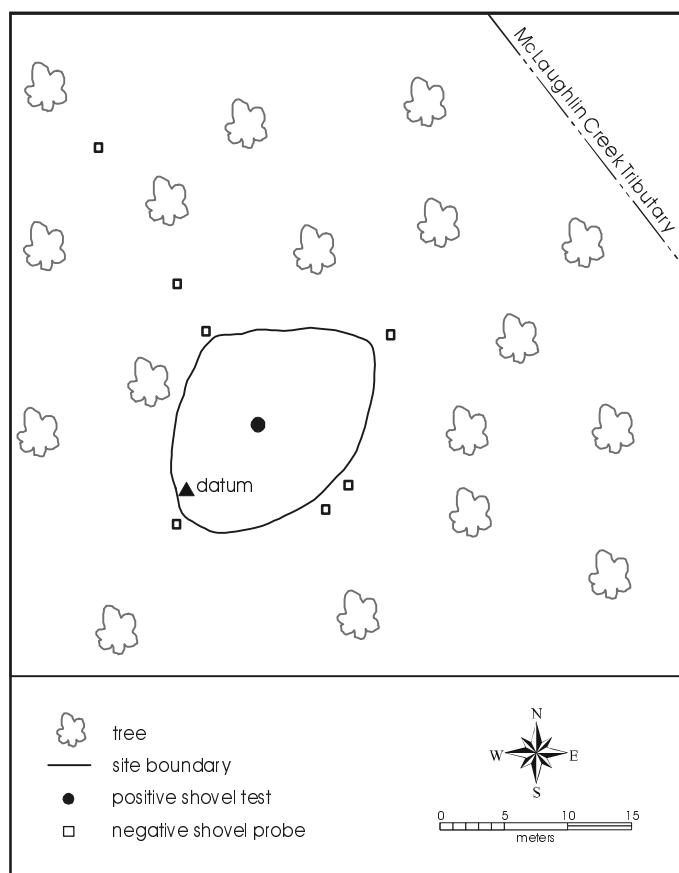 McLaughlin Creek Tributary
datum
tree
site boundary
positive shovel test
negative shovel probe
N
W E
S
0 5 10 15
meters